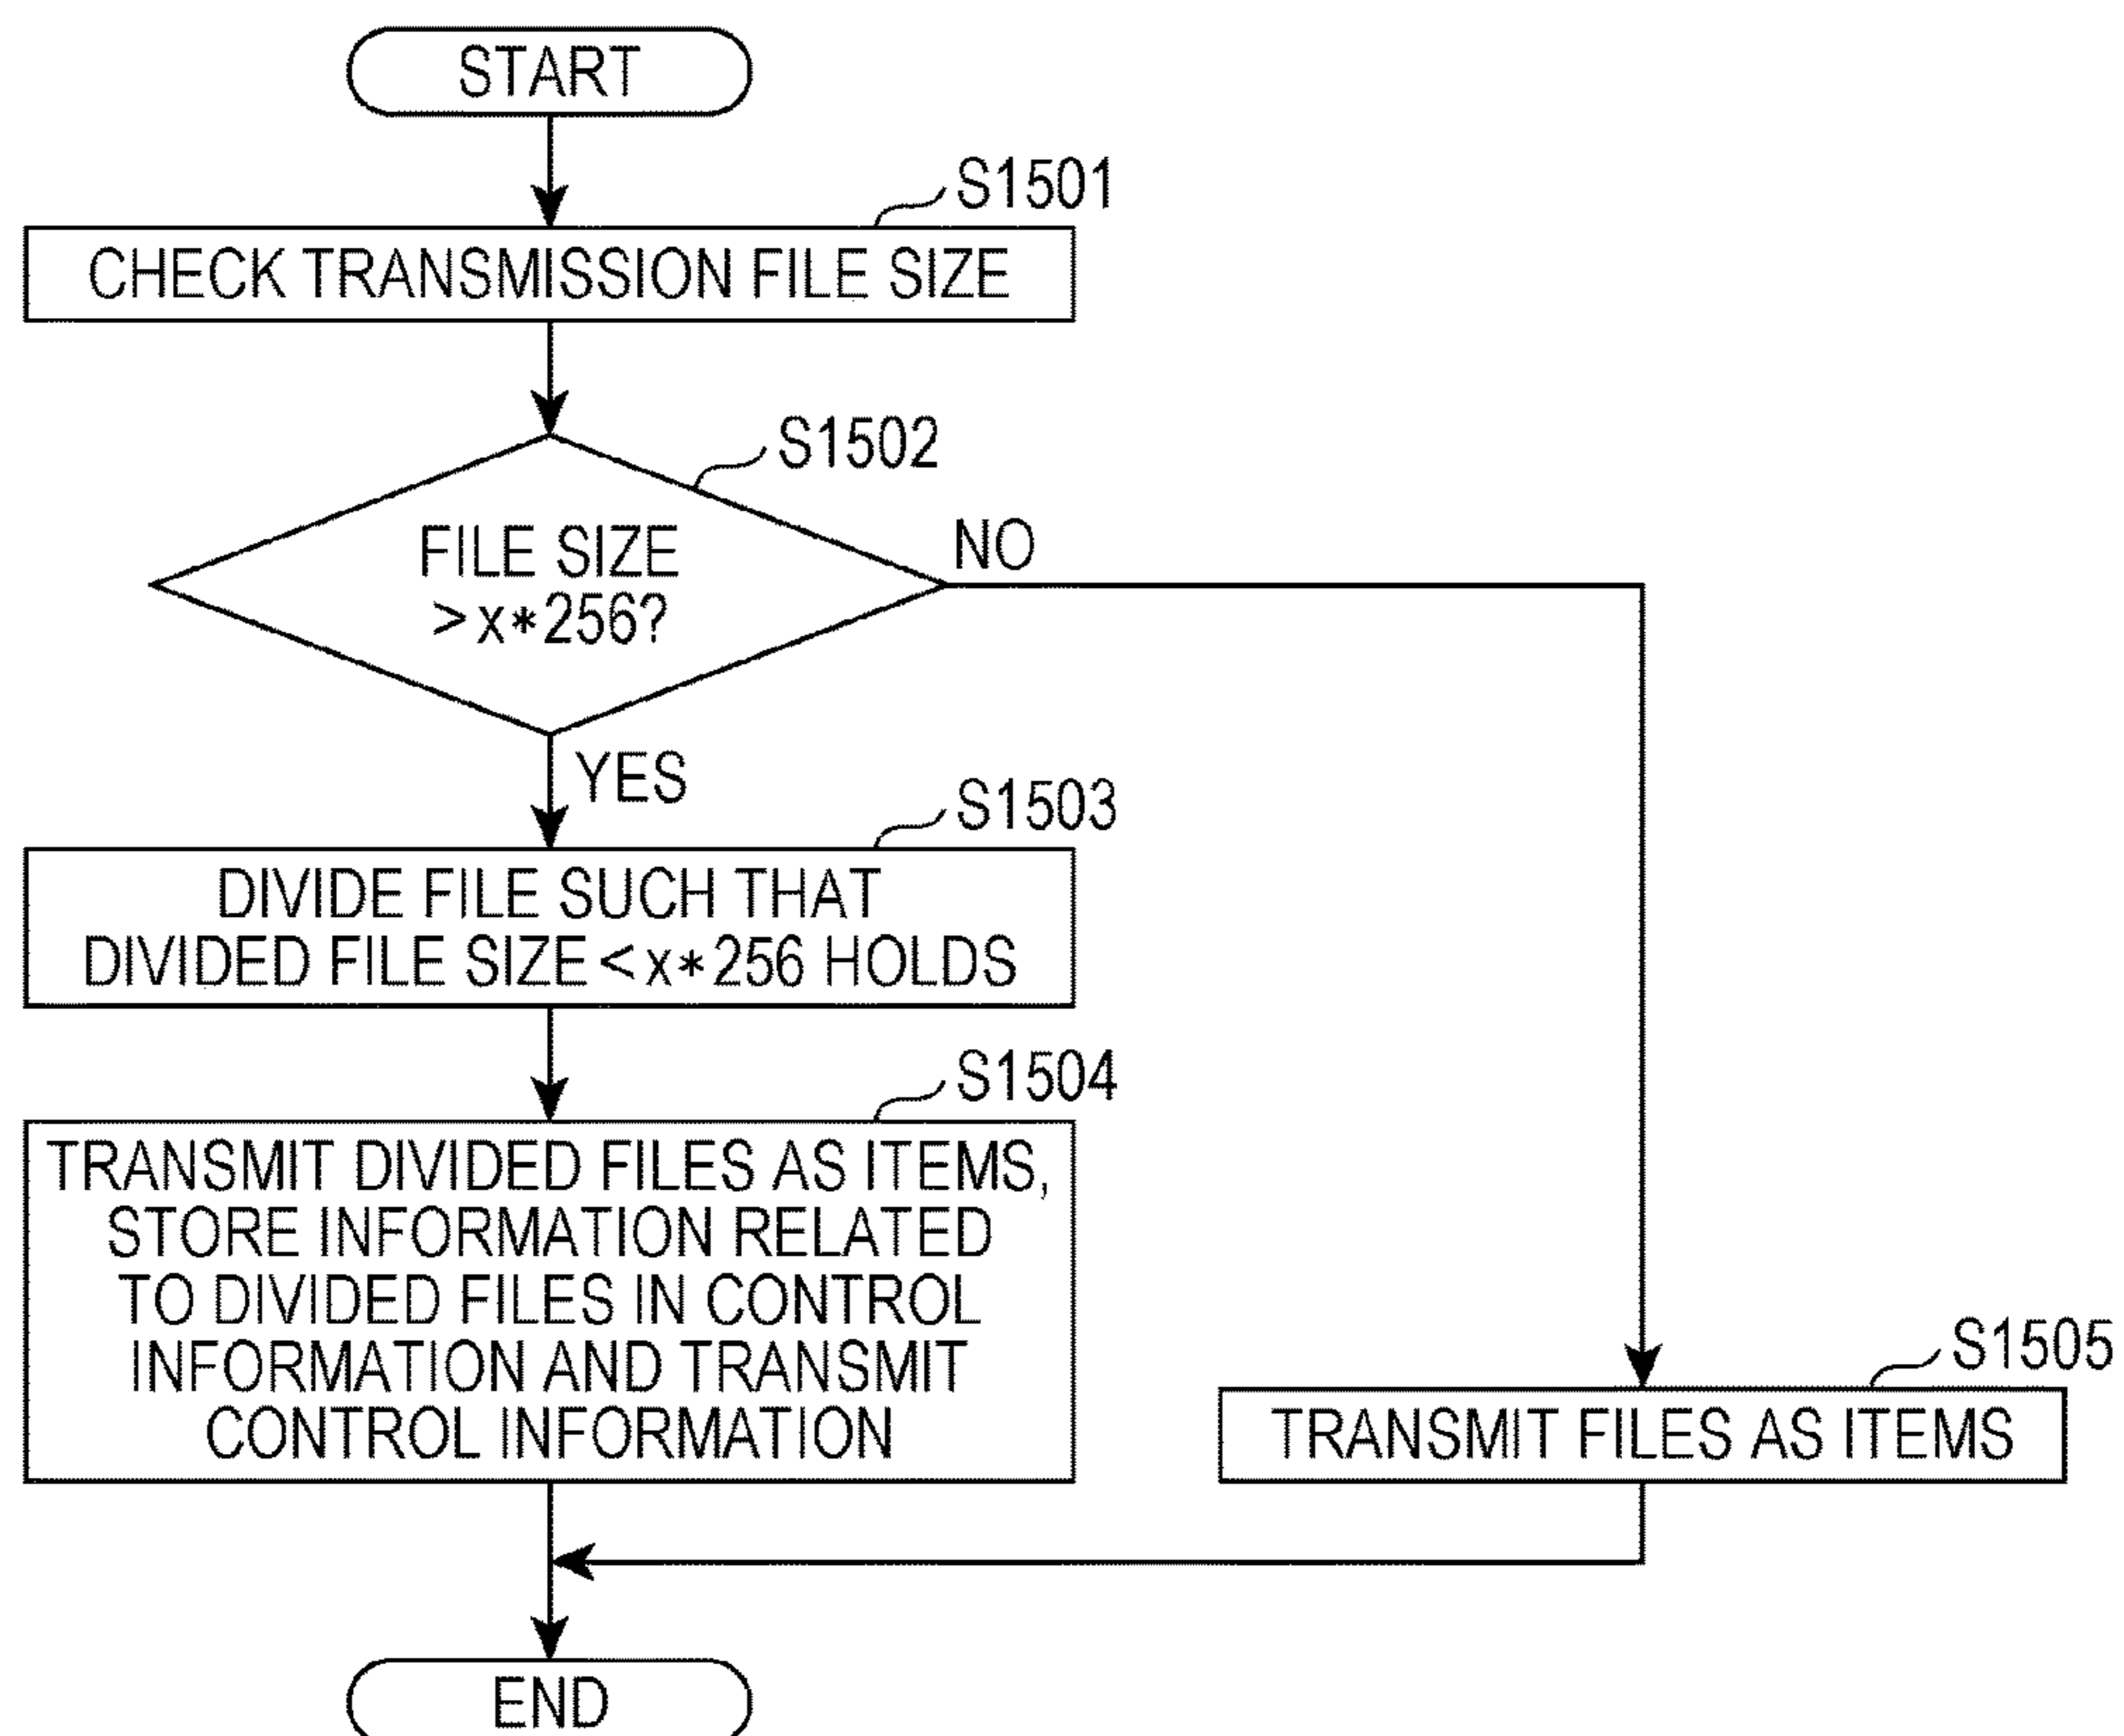 START
S1501
CHECK TRANSMISSION FILE SIZE
S1502
FILE SIZE
>x*256?
NO
YES
S1503
DIVIDE FILE SUCH THAT
DIVIDED FILE SIZE<x*256 HOLDS
S1504
TRANSMIT DIVIDED FILES AS ITEMS,
STORE INFORMATION RELATED
TO DIVIDED FILES IN CONTROL
INFORMATION AND TRANSMIT
CONTROL INFORMATION
S1505
TRANSMIT FILES AS ITEMS
END